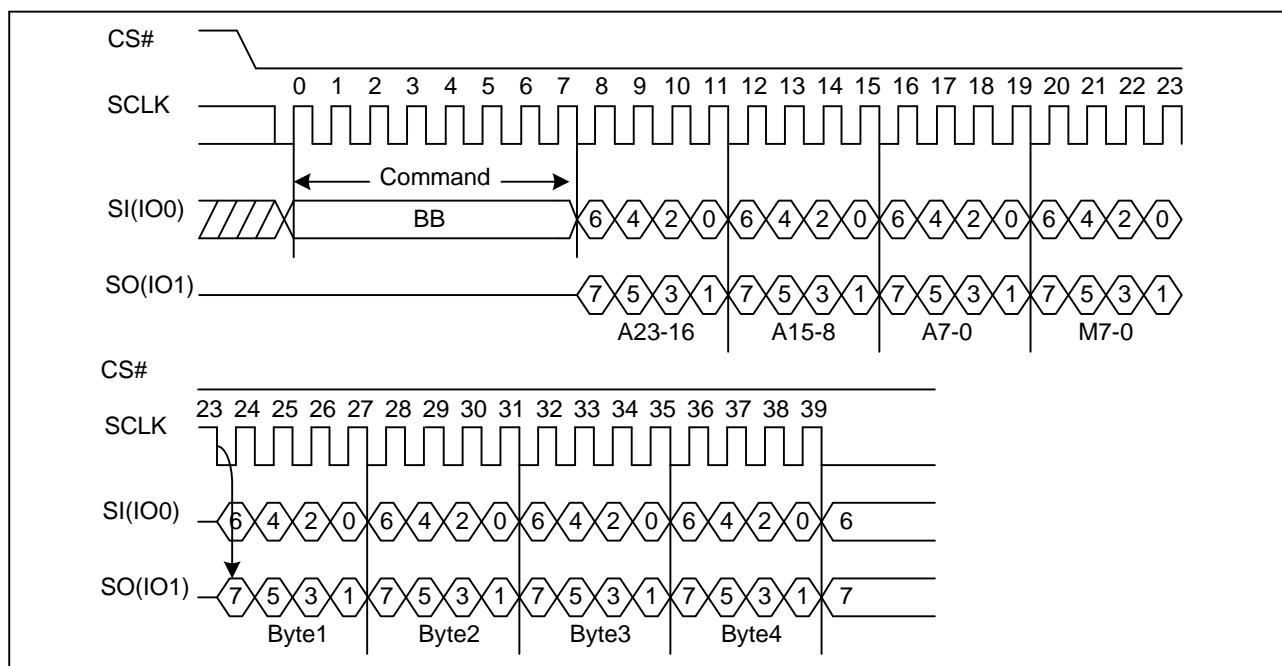 CS#
0 1 2 3 4 5 6 7 8 9 10 11 12 13 14 15 16 17 18 19 20 21 22 23
SCLK
Command
SI(IO0)
BB
6 4 2 0 6 4 2 0 6 4 2 0 6 4 2 0
SO(IO1)
7 5 3 1 7 5 3 1 7 5 3 1 7 5 3 1
A23-16 A15-8 A7-0 M7-0
CS#
23 24 25 26 27 28 29 30 31 32 33 34 35 36 37 38 39
SCLK
SI(IO0)
6 4 2 0 6 4 2 0 6 4 2 0 6 4 2 0 6
SO(IO1)
7 5 3 1 7 5 3 1 7 5 3 1 7 5 3 1 7
Byte1 Byte2 Byte3 Byte4